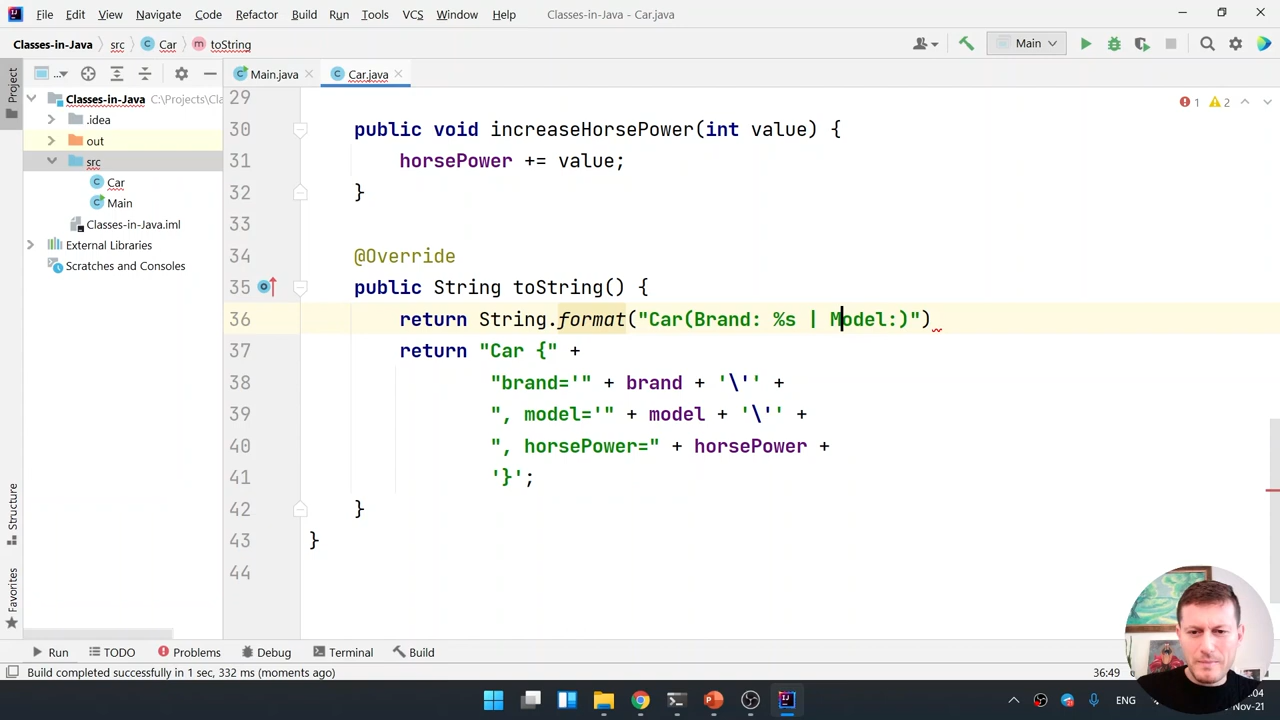 File Edit View Navigate Code Refactor Build Run Tools VCS Window Help Classes-in-Java - Car.java
Classes-in-Java src Car toString Main
Project ... Main.java Car.java
Classes-in-Java C:\Projects\Cla
.idea
out
src
Car
Main
Classes-in-Java.iml
External Libraries
Scratches and Consoles
Structure
Favorites
1 2
29
30 public void increaseHorsePower(int value) {
31 horsePower += value;
32 }
33
34 @Override
35 public String toString() {
36 return String.format("Car(Brand: %s | Model:)")
37 return "Car {" +
38 "brand='" + brand + '\'' +
39 ", model='" + model + '\'' +
40 ", horsePower=" + horsePower +
41 '}';
42 }
43 }
44
Run TODO Problems Debug Terminal Build
Build completed successfully in 1 sec, 332 ms (moments ago) 36:49
ENG